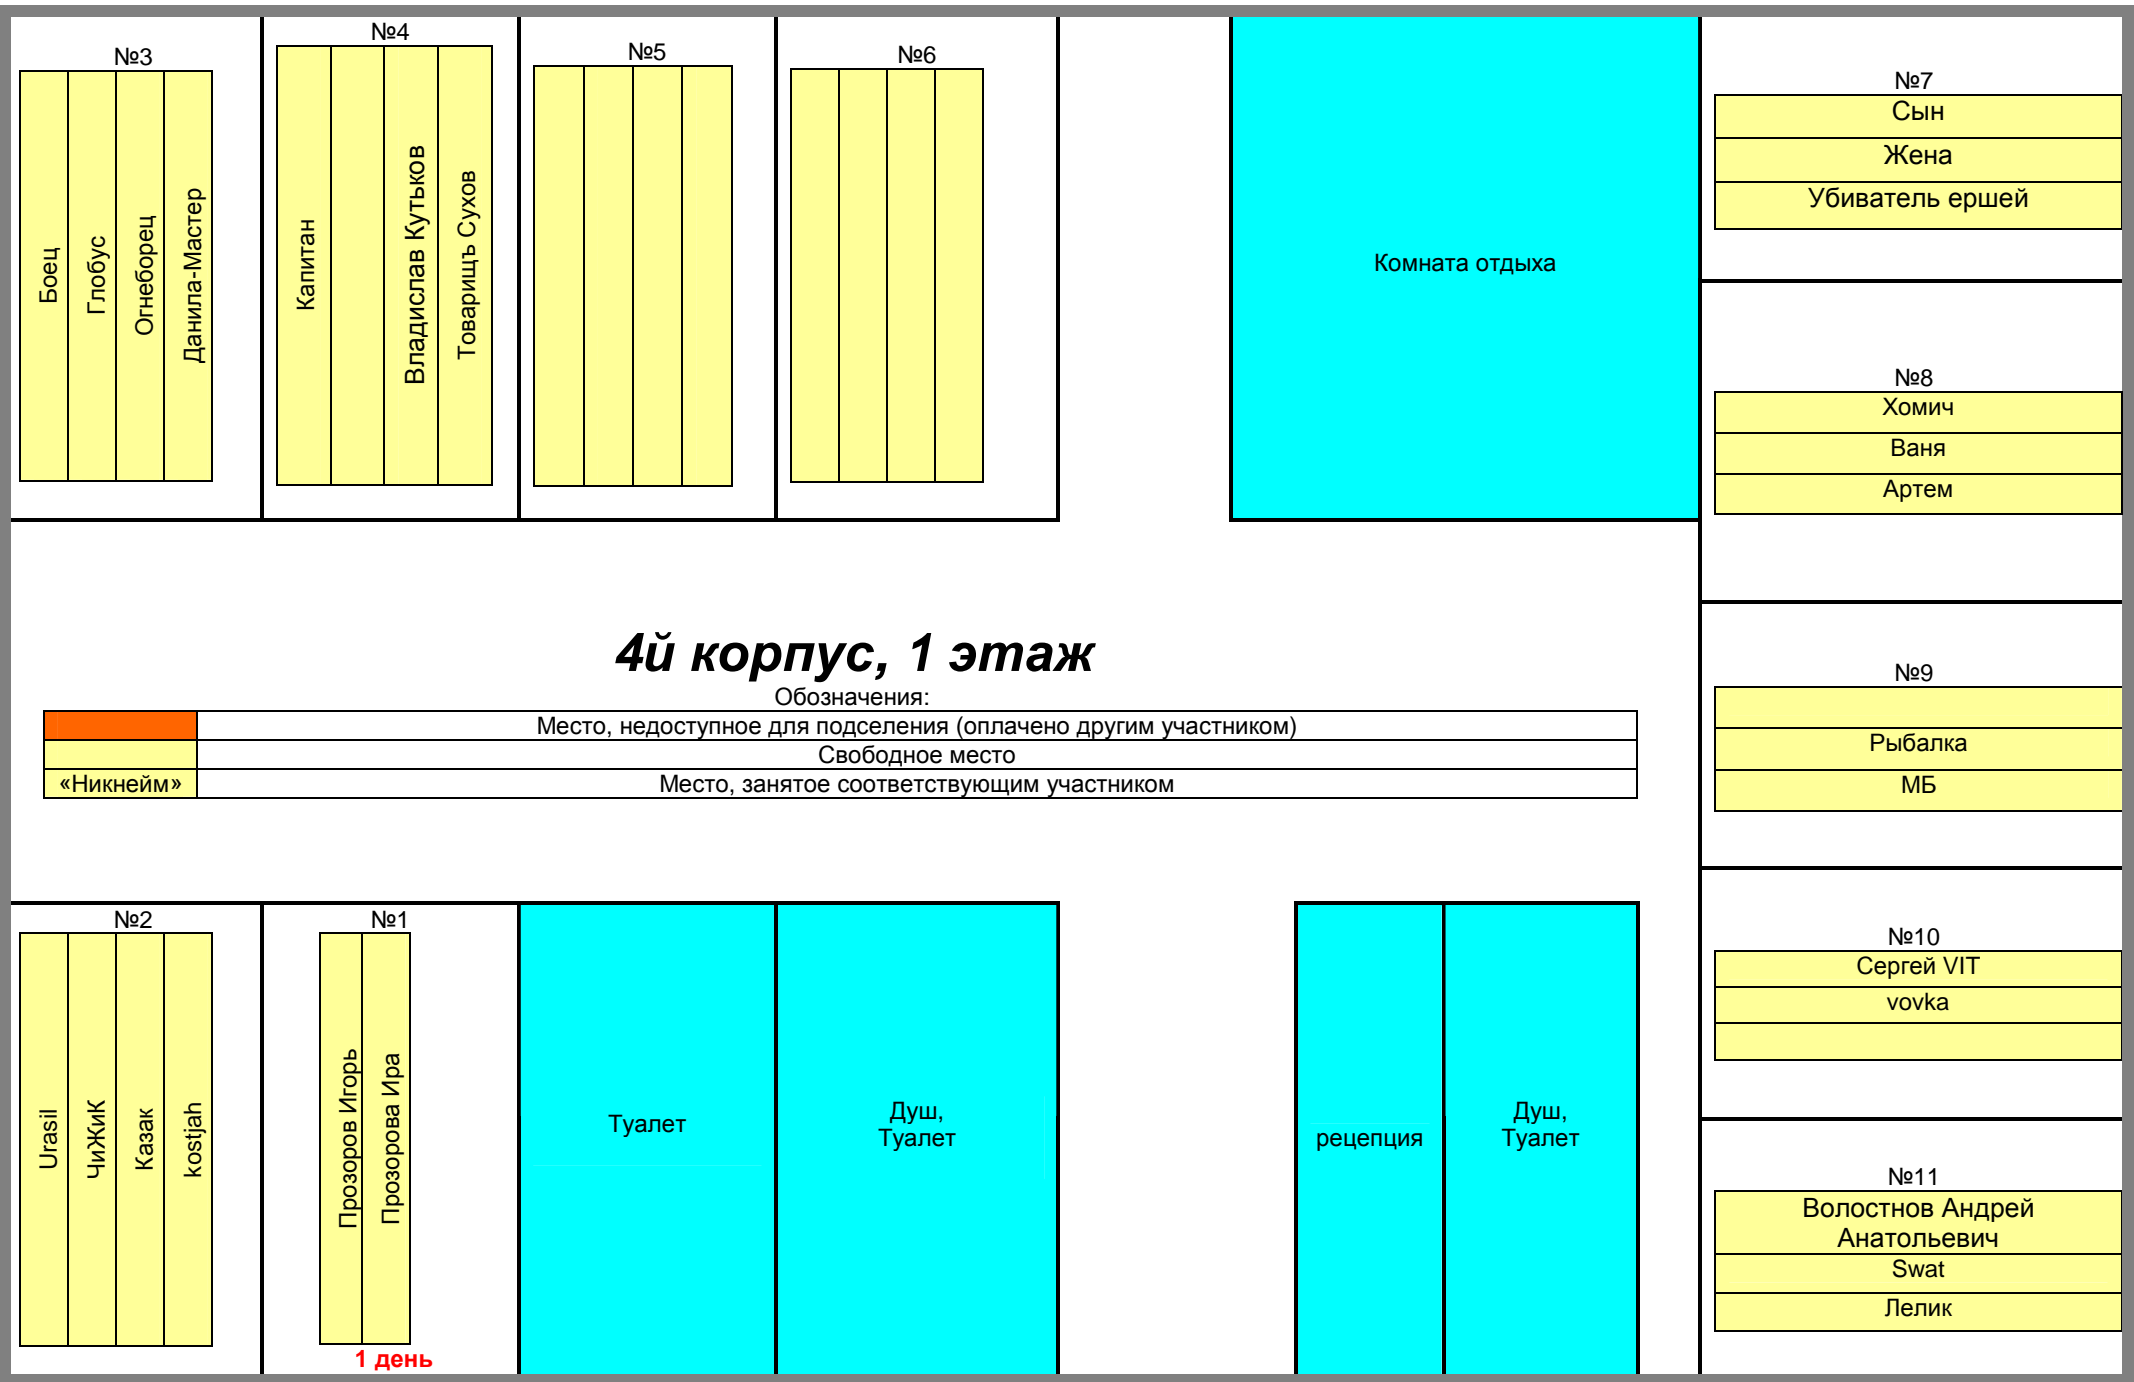 №3
Боец
Глобус
Огнеборец
Данила-Мастер
№4
Капитан
Владислав Кутьков
Товарищъ Сухов
№5
№6
Комната отдыха
№7
Сын
Жена
Убиватель ершей
№8
Хомич
Ваня
Артем
4й корпус, 1 этаж
Обозначения:
Место, недоступное для подселения (оплачено другим участником)
Свободное место
«Никнейм» Место, занятое соответствующим участником
№9
Рыбалка
МБ
№2
Urasil
ЧиЖиК
Казак
kostjah
№1
Прозоров Игорь
Прозорова Ира
1 день
Туалет
Душ,
Туалет
рецепция
Душ,
Туалет
№10
Сергей VIT
vovka
№11
Волостнов Андрей
Анатольевич
Swat
Лелик